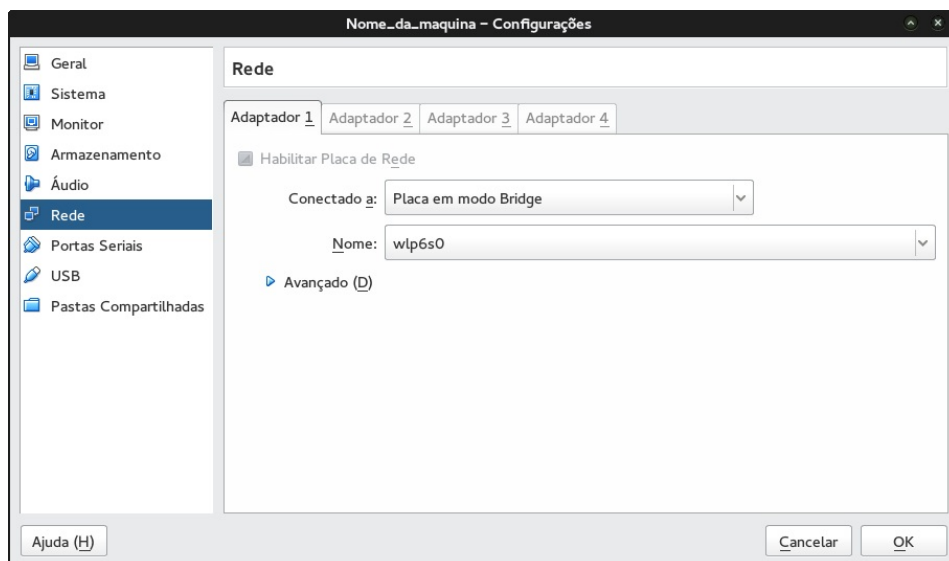 Nome_da_maquina – Configurações
Geral
Sistema
Monitor
Armazenamento
Áudio
Rede
Portas Seriais
USB
Pastas Compartilhadas
Rede
Adaptador 1 Adaptador 2 Adaptador 3 Adaptador 4
Habilitar Placa de Rede
Conectado a: Placa em modo Bridge
Nome: wlp6s0
Avançado (D)
Ajuda (H) Cancelar OK